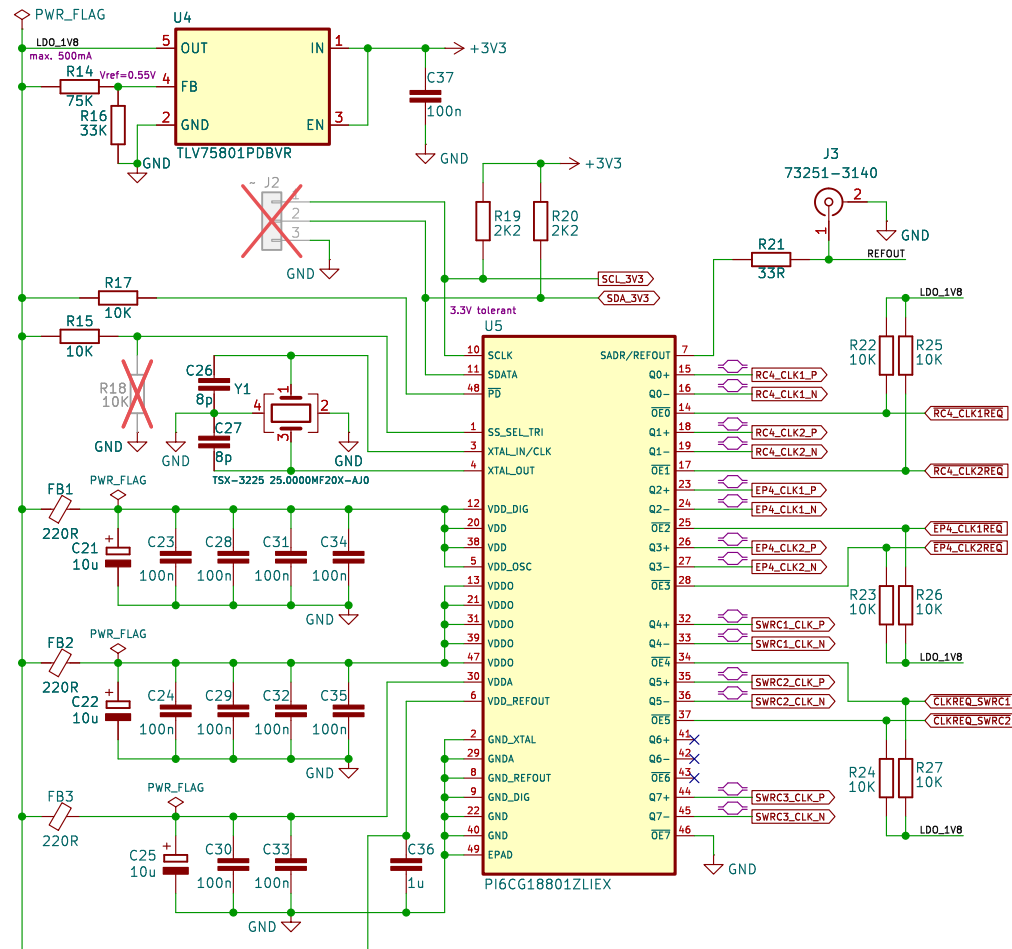 PWR_FLAG
U4
LDO_1V8
max. 500mA
5 OUT IN 1
+3V3
R14
75K
Vref=0.55V
4 FB
C37
100n
R16
33K
2 GND EN 3
GND
TLV75801PDBVR
GND
+3V3
~ J2
1
2
3
GND
R19
2K2
R20
2K2
J3
73251-3140
2
1
GND
R21
33R
REFOUT
SCL_3V3
SDA_3V3
3.3V tolerant
R17
10K
R15
10K
R18
10K
GND
LDO_1V8
R22
10K
R25
10K
C26
8p
C27
8p
Y1
1
4
2
3
GND
GND
TSX-3225 25.0000MF20X-AJ0
U5
10 SCLK
11 SDATA
48 PD
1 SS_SEL_TRI
3 XTAL_IN/CLK
4 XTAL_OUT
12 VDD_DIG
20 VDD
38 VDD
5 VDD_OSC
13 VDDO
21 VDDO
31 VDDO
39 VDDO
47 VDDO
30 VDDA
6 VDD_REFOUT
2 GND_XTAL
29 GNDA
8 GND_REFOUT
9 GND_DIG
22 GND
40 GND
49 EPAD
SADR/REFOUT 7
Q0+ 15 RC4_CLK1_P
Q0- 16 RC4_CLK1_N
OE0 14 RC4_CLK1REQ
Q1+ 18 RC4_CLK2_P
Q1- 19 RC4_CLK2_N
OE1 17 RC4_CLK2REQ
Q2+ 23 EP4_CLK1_P
Q2- 24 EP4_CLK1_N
OE2 25 EP4_CLK1REQ
Q3+ 26 EP4_CLK2_P
EP4_CLK2REQ
Q3- 27 EP4_CLK2_N
OE3 28
Q4+ 32 SWRC1_CLK_P
Q4- 33 SWRC1_CLK_N
OE4 34
Q5+ 35 SWRC2_CLK_P
Q5- 36 SWRC2_CLK_N
CLKREQ_SWRC1
OE5 37 CLKREQ_SWRC2
Q6+ 41
Q6- 42
OE6 43
Q7+ 44 SWRC3_CLK_P
Q7- 45 SWRC3_CLK_N
OE7 46
GND
PI6CG18801ZLIEX
R23
10K
R26
10K
LDO_1V8
R24
10K
R27
10K
LDO_1V8
FB1
220R
PWR_FLAG
+
C21
10u
C23
100n
C28
100n
C31
100n
C34
100n
GND
FB2
220R
PWR_FLAG
+
C22
10u
C24
100n
C29
100n
C32
100n
C35
100n
GND
FB3
220R
PWR_FLAG
+
C25
10u
C30
100n
C33
100n
C36
1u
GND